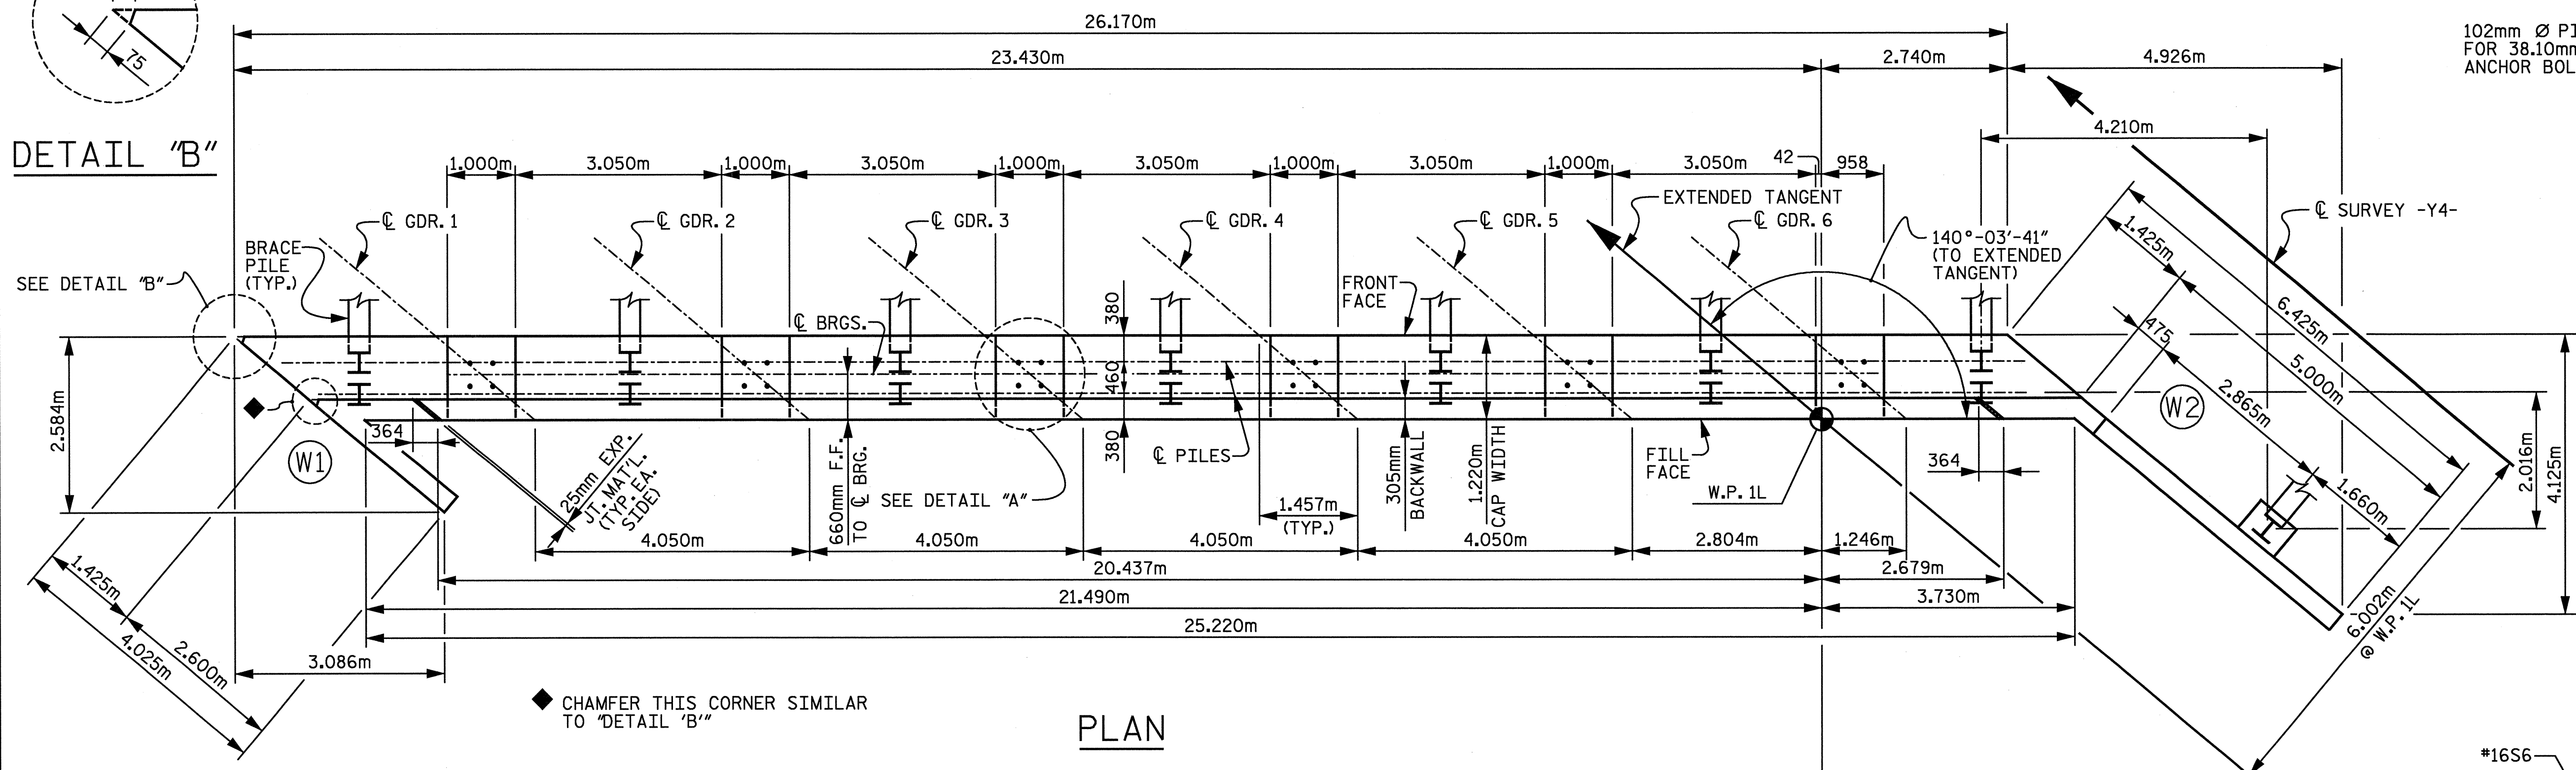 75
DETAIL "B"
26.170m
23.430m
2.740m
4.926m
102mm Ø
FOR 38.10mm
ANCHOR
4.210m
1.000m
3.050m
1.000m
3.050m
1.000m
3.050m
1.000m
3.050m
1.000m
3.050m
42
958
EXTENDED TANGENT
℄ GDR. 1
℄ GDR. 2
℄ GDR. 3
℄ GDR. 4
℄ GDR. 5
℄ GDR. 6
℄ SURVEY -Y4-
140°-03'-41"
(TO EXTENDED
TANGENT)
BRACE
PILE
(TYP.)
SEE DETAIL "B"
℄ BRGS.
380
460
380
FRONT
FACE
1.425m
6.425m
475
5.000m
2.865m
1.660m
W2
2.016m
4.125m
2.584m
364
W1
25mm EXP.
JT. MAT'L.
(TYP. EA.
SIDE)
660mm F.F.
TO ℄ BRG.
SEE DETAIL "A"
℄ PILES
1.457m
(TYP.)
305mm
BACKWALL
1.220m
CAP WIDTH
FILL
FACE
W.P. 1L
364
4.050m
4.050m
4.050m
4.050m
2.804m
1.246m
20.437m
2.679m
21.490m
3.730m
25.220m
6.002m
@ W.P. 1L
1.425m
2.600m
4.025m
3.086m
◆ CHAMFER THIS CORNER SIMILAR
TO "DETAIL 'B'"
PLAN
#16S6